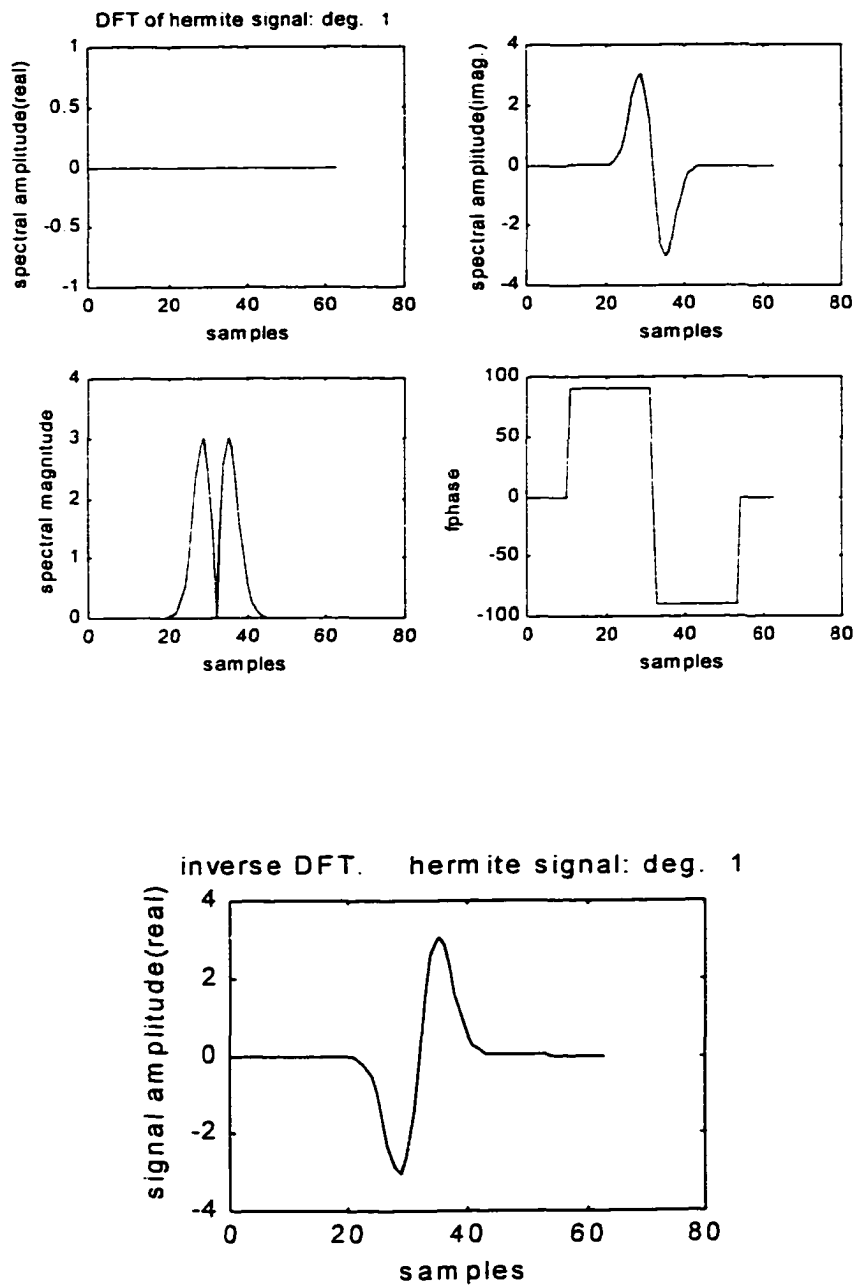 DFT of hermite signal: deg. 1
spectral amplitude(real)
1
0.5
0
-0.5
-1
0 20 40 60 80
samples
spectral amplitude(imag.)
4
2
0
-2
-4
0 20 40 60 80
samples
spectral magnitude
4
3
2
1
0
0 20 40 60 80
samples
fphase
100
50
0
-50
-100
0 20 40 60 80
samples
inverse DFT. hermite signal: deg. 1
signal amplitude(real)
4
2
0
-2
-4
0 20 40 60 80
samples